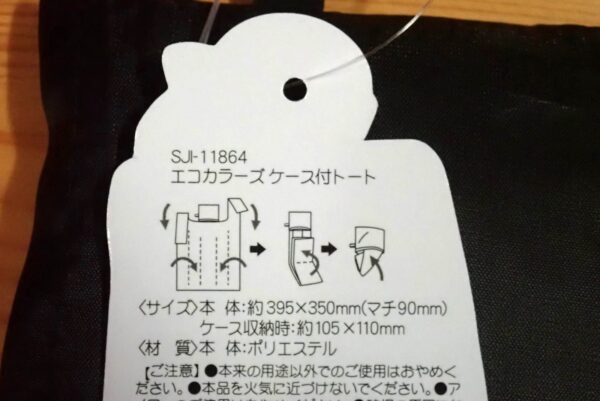 SJI-11864
エコカラーズ ケース付トート
〈サイズ〉本 体:約395×350mm(マチ90mm)
ケース収納時:約105×110mm
〈材 質〉本 体:ポリエステル
【ご注意】●本来の用途以外でのご使用はおやめく
ださい。●本品を火気に近づけないでください。●ア